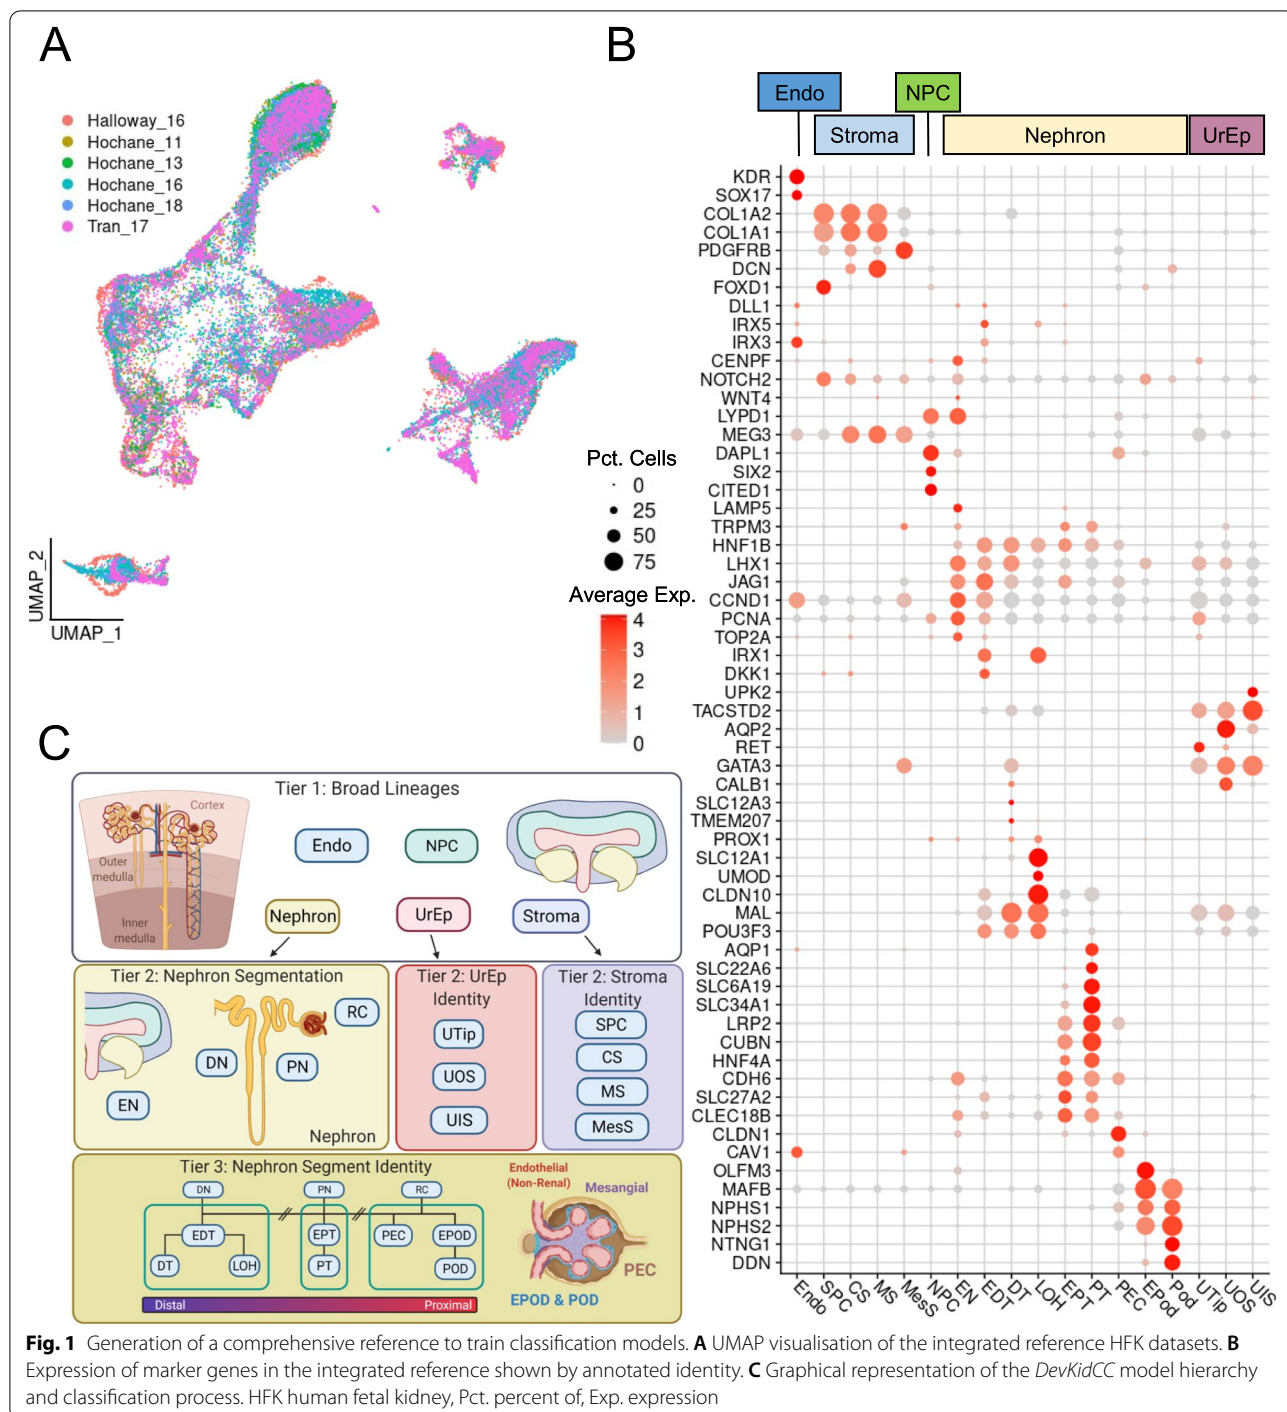 A
Halloway_16
Hochane_11
Hochane_13
Hochane_16
Hochane_18
Tran_17
UMAP_2
UMAP_1
B
Endo
NPC
Stroma
Nephron
UrEp
KDR
SOX17
COL1A2
COL1A1
PDGFRB
DCN
FOXD1
DLL1
IRX5
IRX3
CENPF
NOTCH2
WNT4
LYPD1
MEG3
DAPL1
SIX2
CITED1
LAMP5
TRPM3
HNF1B
LHX1
JAG1
CCND1
PCNA
TOP2A
IRX1
DKK1
UPK2
TACSTD2
AQP2
RET
GATA3
CALB1
SLC12A3
TMEM207
PROX1
SLC12A1
UMOD
CLDN10
MAL
POU3F3
AQP1
SLC22A6
SLC6A19
SLC34A1
LRP2
CUBN
HNF4A
CDH6
SLC27A2
CLEC18B
CLDN1
CAV1
OLFM3
MAFB
NPHS1
NPHS2
NTNG1
DDN
Endo
SPC
CS
MS
MesS
NPC
EN
EDT
DT
LOH
EPT
PT
PEC
EPod
Pod
UTip
UOS
UIS
Pct. Cells
0
25
50
75
Average Exp.
4
3
2
1
0
C
Tier 1: Broad Lineages
Cortex
Outer
medulla
Inner
medulla
Endo
NPC
Nephron
UrEp
Stroma
Tier 2: Nephron Segmentation
RC
DN
PN
EN
Nephron
Tier 2: UrEp
Identity
UTip
UOS
UIS
Tier 2: Stroma
Identity
SPC
CS
MS
MesS
Tier 3: Nephron Segment Identity
DN
PN
RC
EDT
EPT
PEC
EPOD
DT
LOH
PT
POD
Distal
Proximal
Endothelial
(Non-Renal)
Mesangial
PEC
EPOD & POD
Fig. 1 Generation of a comprehensive reference to train classification models. A UMAP visualisation of the integrated reference HFK datasets. B
Expression of marker genes in the integrated reference shown by annotated identity. C Graphical representation of the DevKidCC model hierarchy
and classification process. HFK human fetal kidney, Pct. percent of, Exp. expression